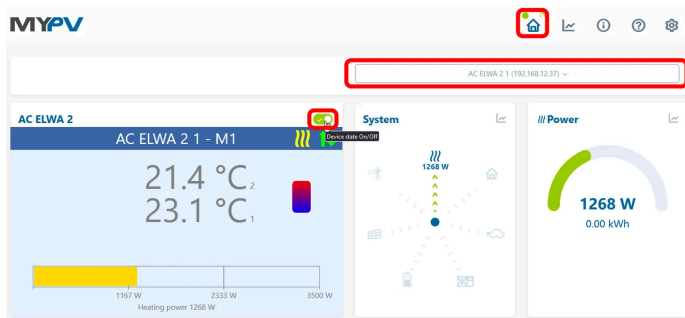 MYPV
AC ELWA 2 1 (192.168.12.37)
AC ELWA 2
Device state On/Off
AC ELWA 2 1 - M1
21.4 °C 2
23.1 °C 1
1167 W 2333 W 3500 W
Heating power 1268 W
System
1268 W
Power
1268 W
0.00 kWh